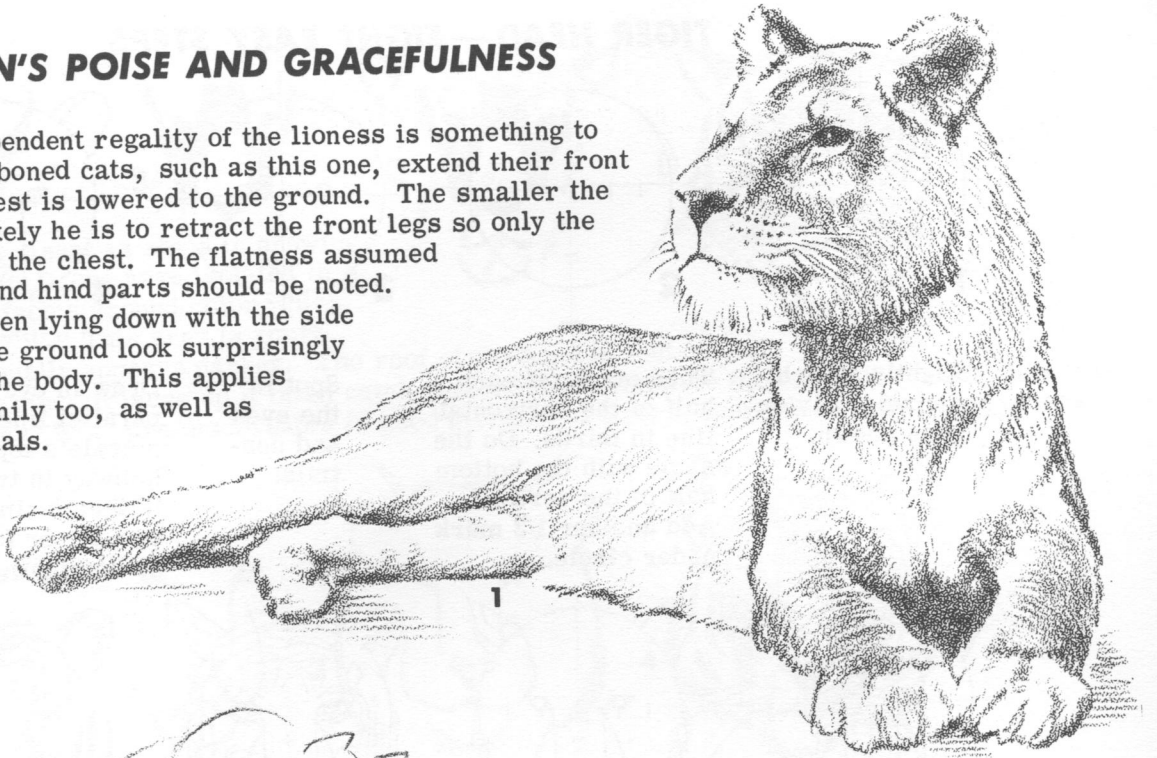 N'S POISE AND GRACEFULNESS
pendent regality of the lioness is something to
boned cats, such as this one, extend their front
est is lowered to the ground. The smaller the
kely he is to retract the front legs so only the
the chest. The flatness assumed
nd hind parts should be noted.
en lying down with the side
e ground look surprisingly
he body. This applies
mily too, as well as
als.
1